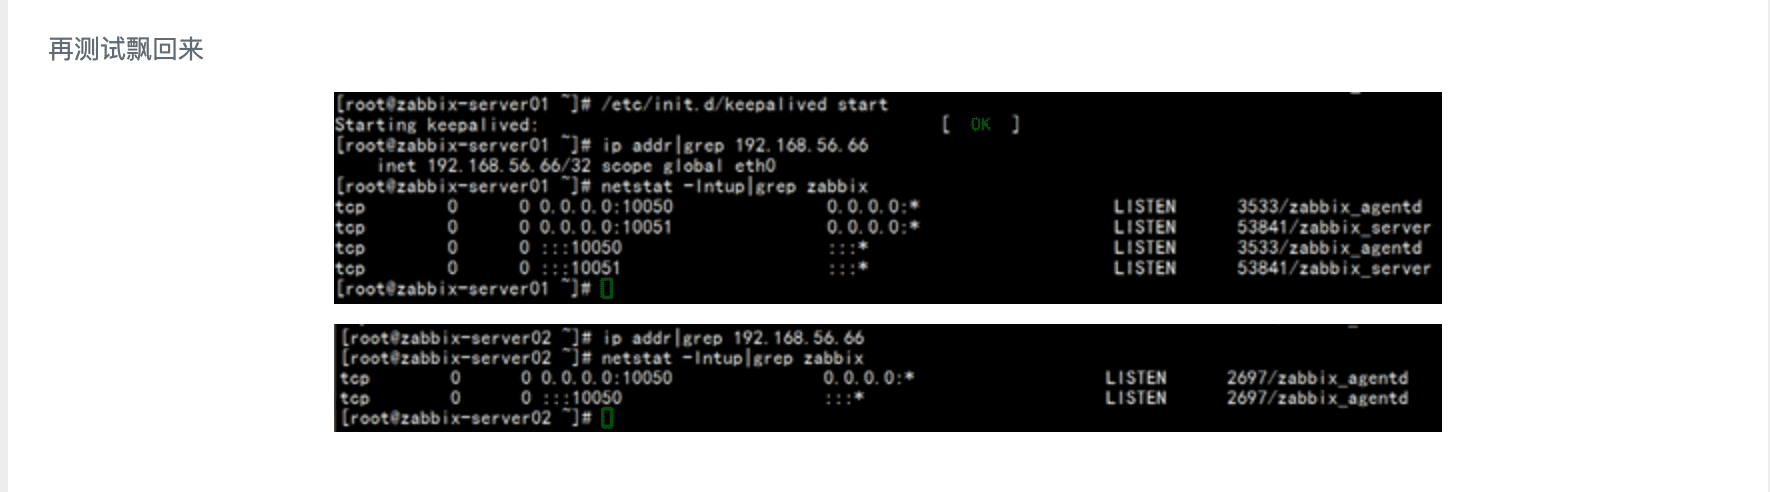 再测试飘回来
[root@zabbix-server01 ~]# /etc/init.d/keepalived start
Starting keepalived: [ OK ]
[root@zabbix-server01 ~]# ip addr|grep 192.168.56.66
inet 192.168.56.66/32 scope global eth0
[root@zabbix-server01 ~]# netstat -lntup|grep zabbix
tcp 0 0 0.0.0.0:10050 0.0.0.0:* LISTEN 3533/zabbix_agentd
tcp 0 0 0.0.0.0:10051 0.0.0.0:* LISTEN 53841/zabbix_server
tcp 0 0 :::10050 :::* LISTEN 3533/zabbix_agentd
tcp 0 0 :::10051 :::* LISTEN 53841/zabbix_server
[root@zabbix-server01 ~]#
[root@zabbix-server02 ~]# ip addr|grep 192.168.56.66
[root@zabbix-server02 ~]# netstat -lntup|grep zabbix
tcp 0 0 0.0.0.0:10050 0.0.0.0:* LISTEN 2697/zabbix_agentd
tcp 0 0 :::10050 :::* LISTEN 2697/zabbix_agentd
[root@zabbix-server02 ~]#